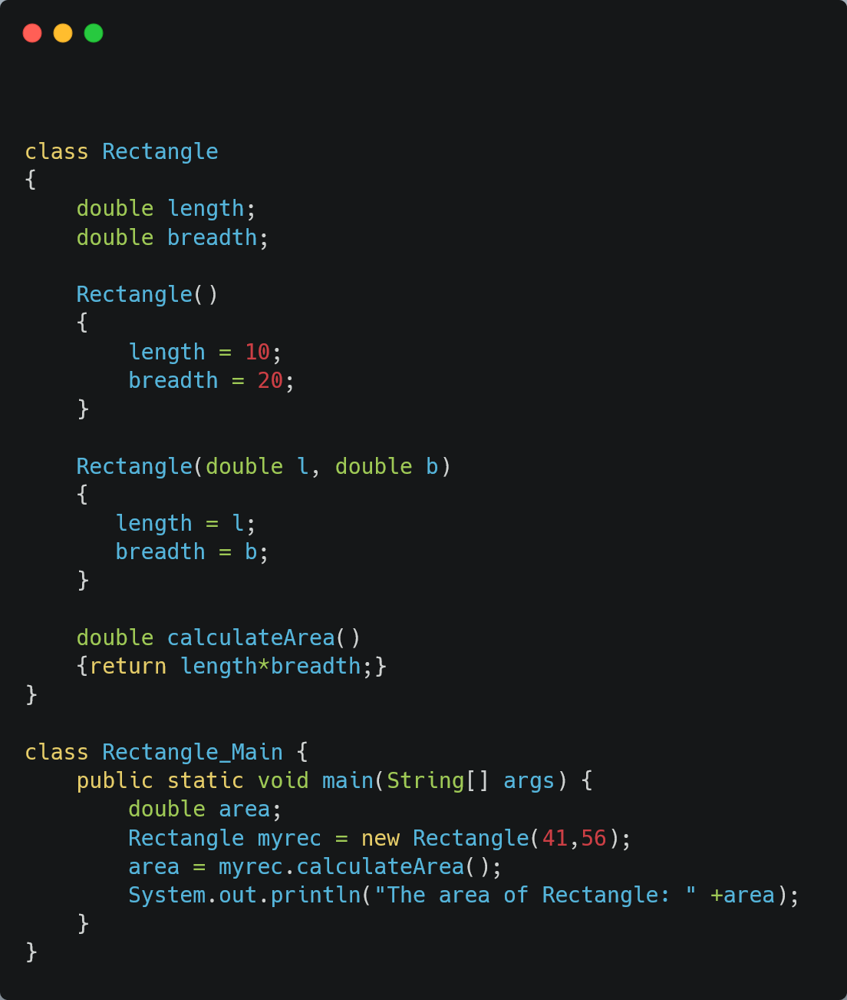 class Rectangle
{
    double length;
    double breadth;

    Rectangle()
    {
        length = 10;
        breadth = 20;
    }

    Rectangle(double l, double b)
    {
       length = l;
       breadth = b;
    }

    double calculateArea()
    {return length*breadth;}
}

class Rectangle_Main {
    public static void main(String[] args) {
        double area;
        Rectangle myrec = new Rectangle(41,56);
        area = myrec.calculateArea();
        System.out.println("The area of Rectangle: " +area);
    }
}